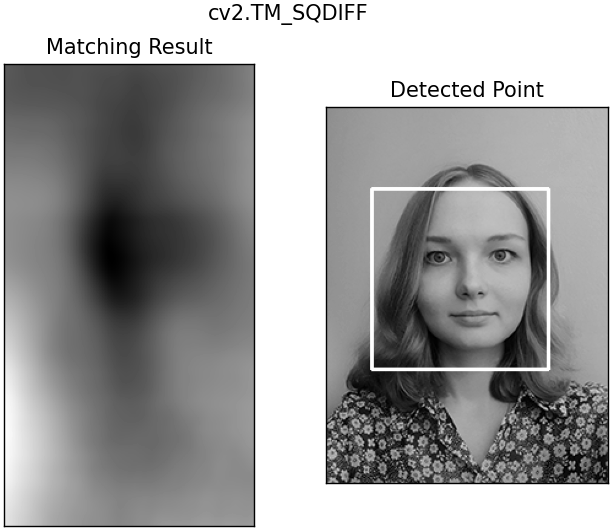 cv2.TM_SQDIFF
Matching Result
Detected Point